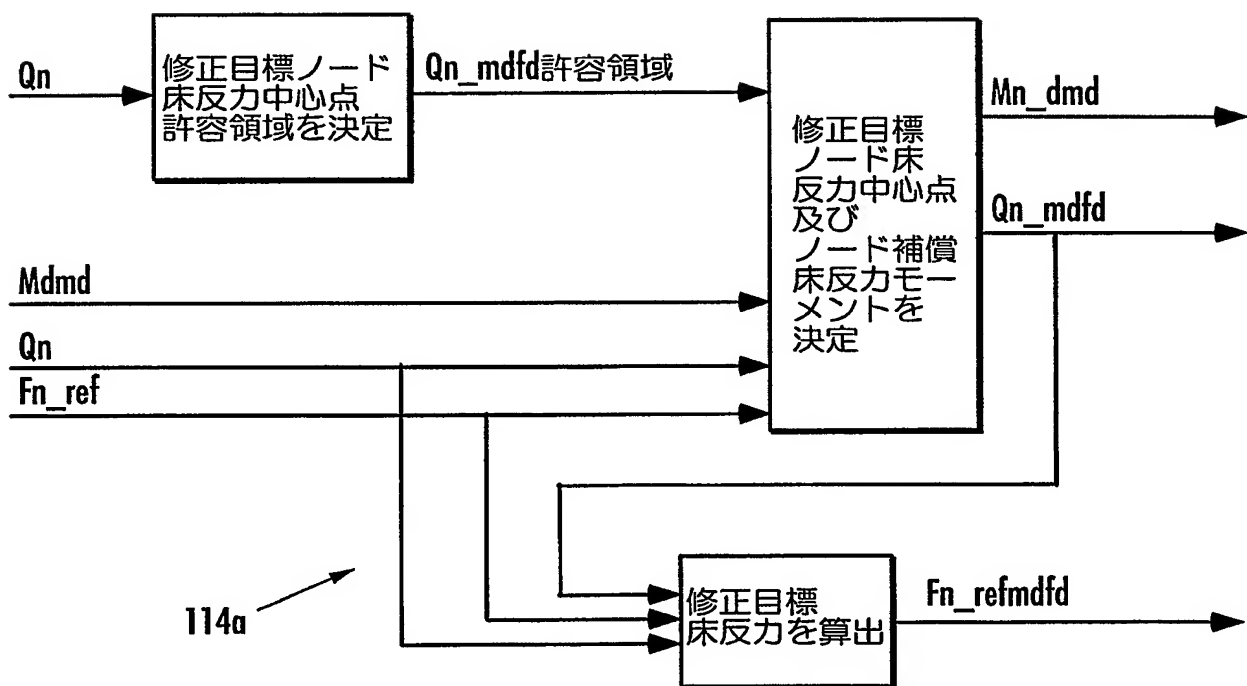 Qn
修正目標ノード
床反力中心点
許容領域を決定
Qn_mdfd許容領域
修正目標
ノード床
反力中心点
及び
ノード補償
床反力モー
メントを
決定
Mn_dmd
Qn_mdfd
Mdmd
Qn
Fn_ref
114a
修正目標
床反力を算出
Fn_refmdfd